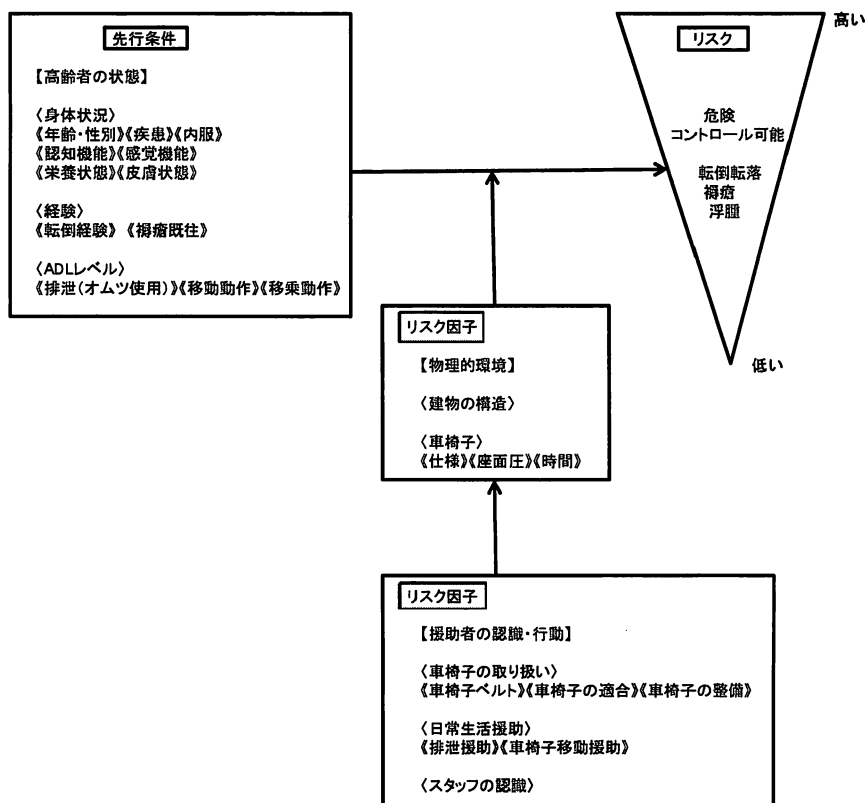 先行条件
【高齢者の状態】
〈身体状況〉
《年齢・性別》《疾患》《内服》
《認知機能》《感覚機能》
《栄養状態》《皮膚状態》
〈経験〉
《転倒経験》 《褥瘡既往》
〈ADLレベル〉
《排泄(オムツ使用)》《移動動作》《移乗動作》
リスク
高い
危険
コントロール可能
転倒転落
褥瘡
浮腫
低い
リスク因子
【物理的環境】
〈建物の構造〉
〈車椅子〉
《仕様》《座面圧》《時間》
リスク因子
【援助者の認識・行動】
〈車椅子の取り扱い〉
《車椅子ベルト》《車椅子の適合》《車椅子の整備》
〈日常生活援助〉
《排泄援助》《車椅子移動援助》
〈スタッフの認識〉